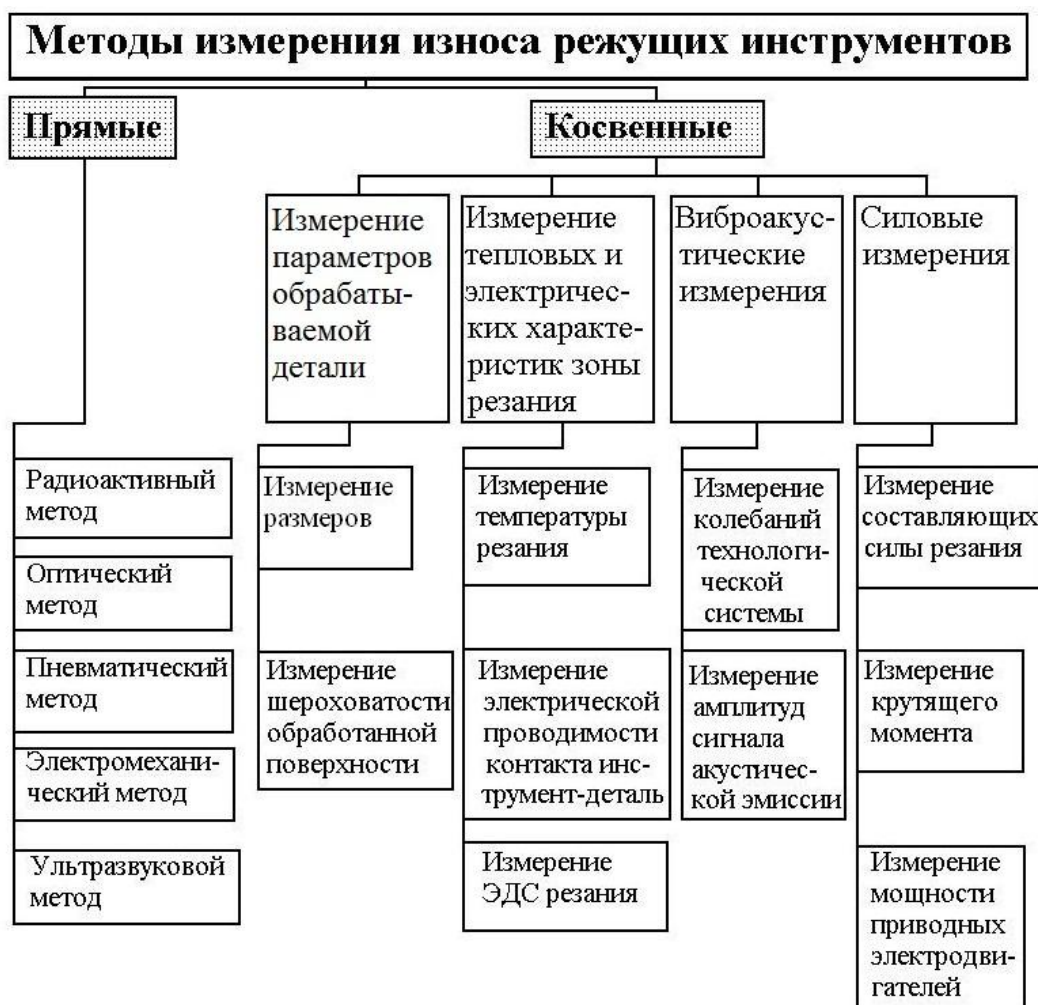 Методы измерения износа режущих инструментов
Прямые
Косвенные
Измерение
параметров
обрабаты-
ваемой
детали
Измерение
тепловых и
электричес-
ких характе-
ристик зоны
резания
Виброакус-
тические
измерения
Силовые
измерения
Радиоактивный
метод
Оптический
метод
Пневматический
метод
Электромехани-
ческий метод
Ультразвуковой
метод
Измерение
размеров
Измерение
шероховатости
обработанной
поверхности
Измерение
температуры
резания
Измерение
электрической
проводимости
контакта инс-
трумент-деталь
Измерение
ЭДС резания
Измерение
колебаний
технологи-
ческой
системы
Измерение
амплитуд
сигнала
акустичес-
кой эмиссии
Измерение
составляющих
силы резания
Измерение
крутящего
момента
Измерение
мощности
приводных
электродви-
гателей